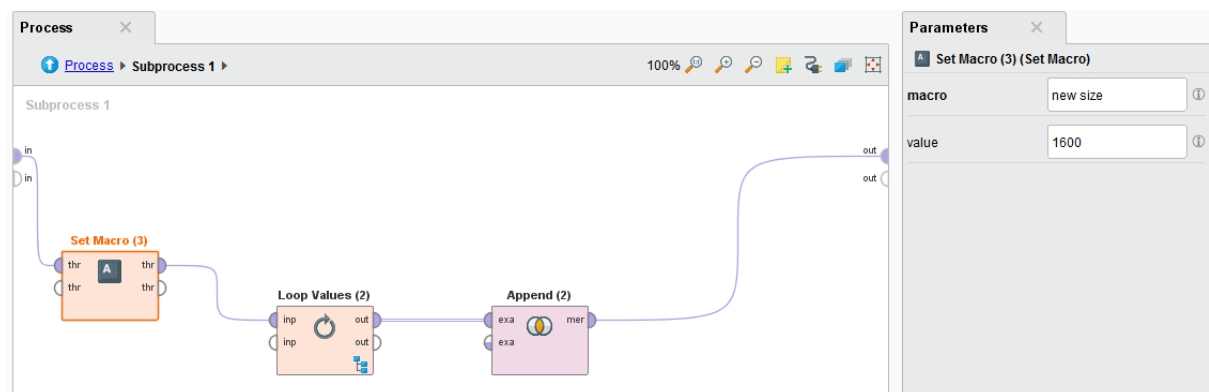 Process
Process ▸ Subprocess 1 ▸
100%
Subprocess 1
in
in
out
out
Set Macro (3)
thr
thr
thr
thr
A
Loop Values (2)
inp
out
inp
out
Append (2)
exa
mer
exa
Parameters
A
Set Macro (3) (Set Macro)
macro
new size
value
1600